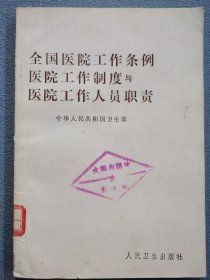 全国医院工作条例
医院工作制度与
医院工作人员职责
中华人民共和国卫生部
人民卫生出版社